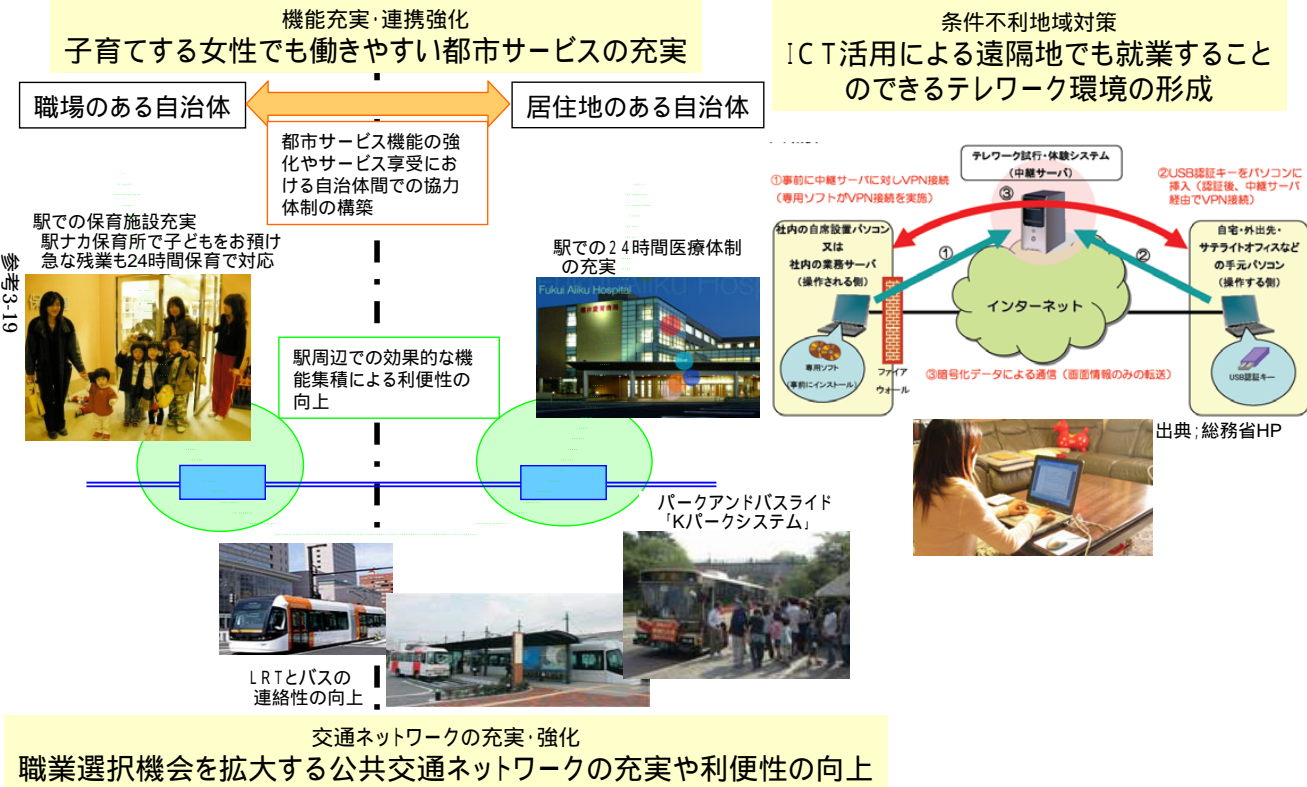 機能充実･連携強化
子育てする女性でも働きやすい都市サービスの充実
条件不利地域対策
ICT活用による遠隔地でも就業すること
のできるテレワーク環境の形成
職場のある自治体
居住地のある自治体
都市サービス機能の強
化やサービス享受にお
ける自治体間での協力
体制の構築
駅での保育施設充実
駅ナカ保育所で子どもをお預け
急な残業も24時間保育で対応
参考3-19
駅での24時間医療体制
の充実
Fukui Aiiku Hospital
駅周辺での効果的な機
能集積による利便性の
向上
テレワーク試行･体験システム
(中継サーバ)
①事前に中継サーバに対しVPN接続
(専用ソフトがVPN接続を実施)
②USB認証キーをパソコンに
挿入(認証後、中継サーバ
経由でVPN接続)
③
社内の自席設置パソコン
又は
社内の業務サーバ
(操作される側)
①
②
自宅・外出先・
サテライトオフィスなど
の手元パソコン
(操作する側)
インターネット
専用ソフト
(事前にインストール)
ファイア
ウォール
USB認証キー
③暗号化データによる通信(画面情報のみの転送)
出典;総務省HP
パークアンドバスライド
「Kパークシステム」
LRTとバスの
連絡性の向上
交通ネットワークの充実･強化
職業選択機会を拡大する公共交通ネットワークの充実や利便性の向上